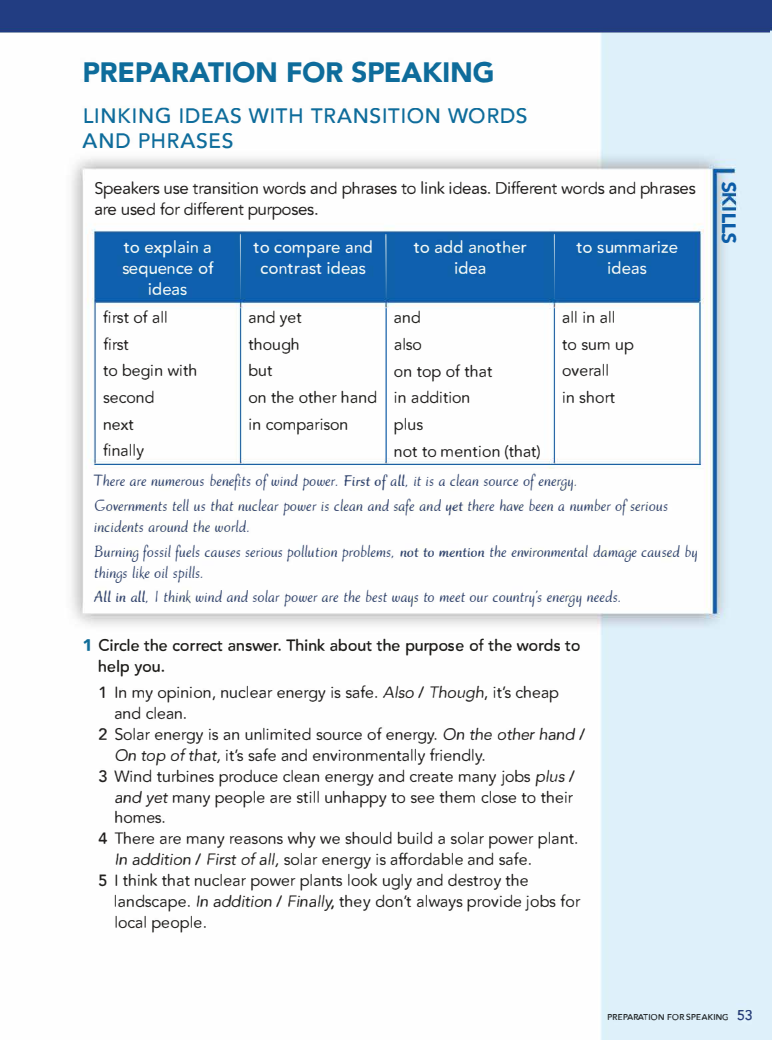 PREPARATION FOR SPEAKING
LINKING IDEAS WITH TRANSITION WORDS
AND PHRASES
SKILLS
Speakers use transition words and phrases to link ideas. Different words and phrases
are used for different purposes.
to explain a sequence of ideas
to compare and contrast ideas
to add another idea
to summarize ideas
first of all and yet and all in all
first though also to sum up
to begin with but on top of that overall
second on the other hand in addition in short
next in comparison plus
finally not to mention (that)
There are numerous benefits of wind power. First of all, it is a clean source of energy.
Governments tell us that nuclear power is clean and safe and yet there have been a number of serious
incidents around the world.
Burning fossil fuels causes serious pollution problems, not to mention the environmental damage caused by
things like oil spills.
All in all, I think wind and solar power are the best ways to meet our country's energy needs.
1 Circle the correct answer. Think about the purpose of the words to
help you.
1 In my opinion, nuclear energy is safe. Also / Though, it's cheap
and clean.
2 Solar energy is an unlimited source of energy. On the other hand /
On top of that, it's safe and environmentally friendly.
3 Wind turbines produce clean energy and create many jobs plus /
and yet many people are still unhappy to see them close to their
homes.
4 There are many reasons why we should build a solar power plant.
In addition / First of all, solar energy is affordable and safe.
5 I think that nuclear power plants look ugly and destroy the
landscape. In addition / Finally, they don't always provide jobs for
local people.
PREPARATION FOR SPEAKING 53